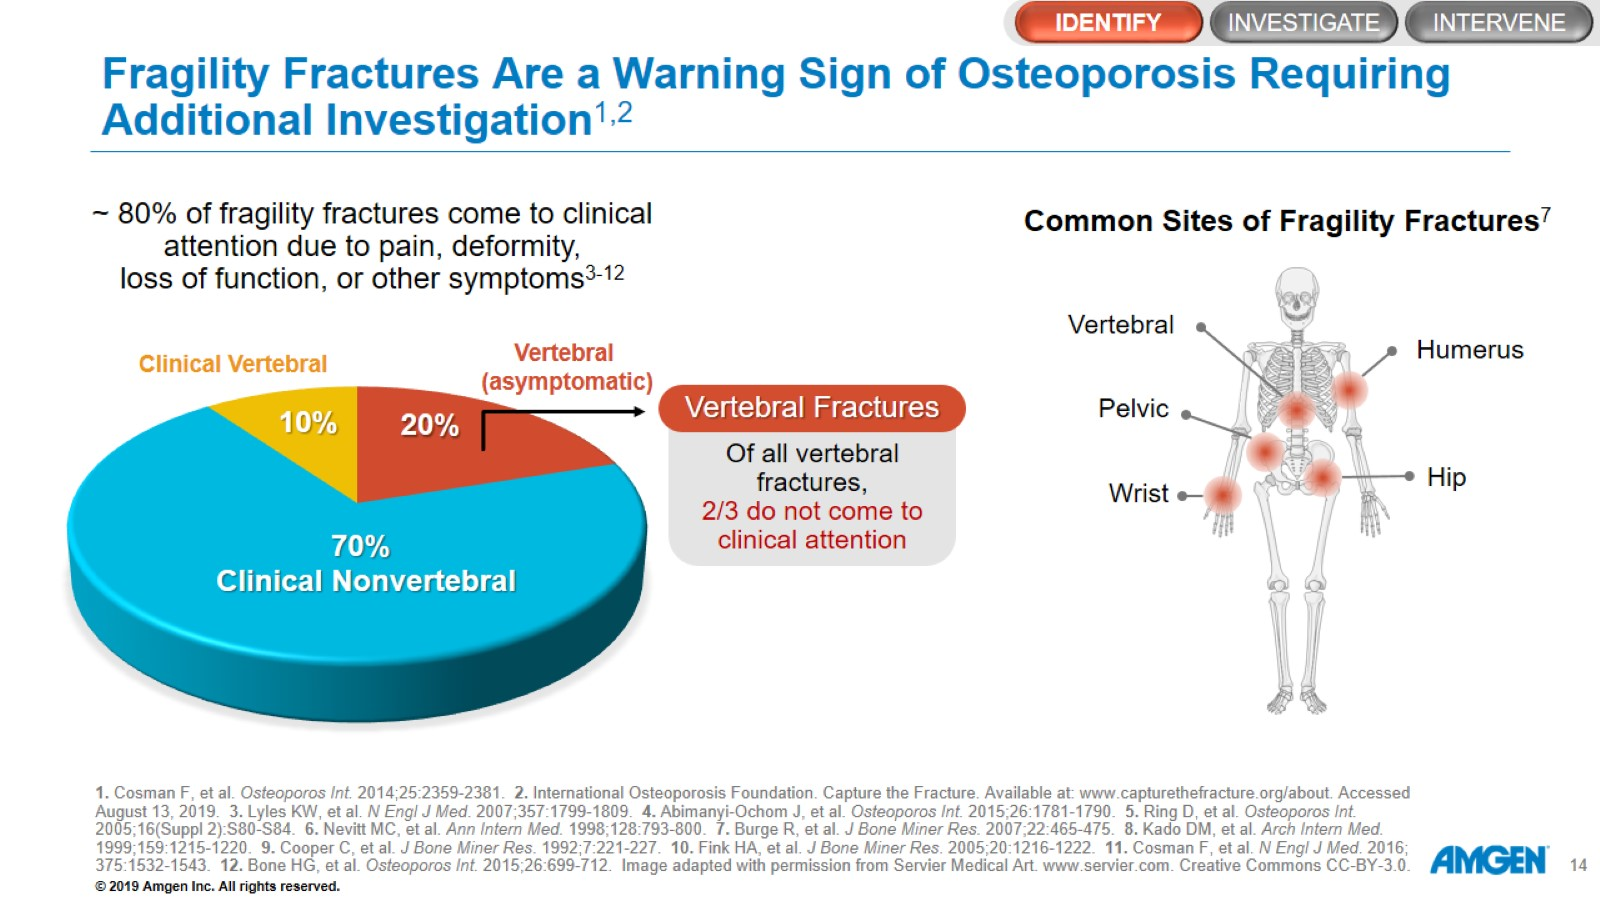 IDENTIFY INVESTIGATE INTERVENE
Fragility Fractures Are a Warning Sign of Osteoporosis Requiring
Additional Investigation1,2
~ 80% of fragility fractures come to clinical
attention due to pain, deformity,
loss of function, or other symptoms3-12
Clinical Vertebral
Vertebral
(asymptomatic)
10%
20%
70%
Clinical Nonvertebral
Vertebral Fractures
Of all vertebral
fractures,
2/3 do not come to
clinical attention
Common Sites of Fragility Fractures7
Vertebral
Humerus
Pelvic
Hip
Wrist
1. Cosman F, et al. Osteoporos Int. 2014;25:2359-2381. 2. International Osteoporosis Foundation. Capture the Fracture. Available at: www.capturethefracture.org/about. Accessed
August 13, 2019. 3. Lyles KW, et al. N Engl J Med. 2007;357:1799-1809. 4. Abimanyi-Ochom J, et al. Osteoporos Int. 2015;26:1781-1790. 5. Ring D, et al. Osteoporos Int.
2005;16(Suppl 2):S80-S84. 6. Nevitt MC, et al. Ann Intern Med. 1998;128:793-800. 7. Burge R, et al. J Bone Miner Res. 2007;22:465-475. 8. Kado DM, et al. Arch Intern Med.
1999;159:1215-1220. 9. Cooper C, et al. J Bone Miner Res. 1992;7:221-227. 10. Fink HA, et al. J Bone Miner Res. 2005;20:1216-1222. 11. Cosman F, et al. N Engl J Med. 2016;
375:1532-1543. 12. Bone HG, et al. Osteoporos Int. 2015;26:699-712. Image adapted with permission from Servier Medical Art. www.servier.com. Creative Commons CC-BY-3.0.
© 2019 Amgen Inc. All rights reserved.
AMGEN
14